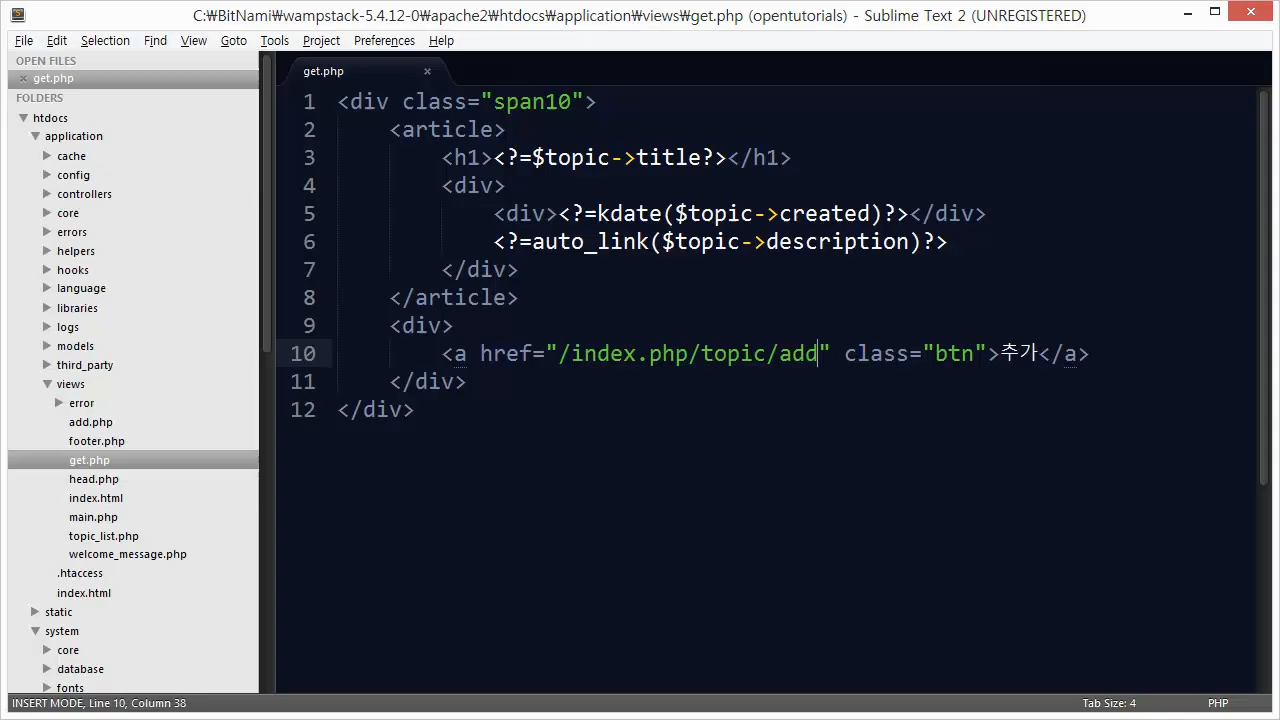 C:₩BitNami₩wampstack-5.4.12-0₩apache2₩htdocs₩application₩views₩get.php (opentutorials) - Sublime Text 2 (UNREGISTERED)
File Edit Selection Find View Goto Tools Project Preferences Help
OPEN FILES
get.php
FOLDERS
htdocs
application
cache
config
controllers
core
errors
helpers
hooks
language
libraries
logs
models
third_party
views
error
add.php
footer.php
get.php
head.php
index.html
main.php
topic_list.php
welcome_message.php
.htaccess
index.html
static
system
core
database
fonts
get.php
1 <div class="span10">
2 <article>
3 <h1><?=$topic->title?></h1>
4 <div>
5 <div><?=kdate($topic->created)?></div>
6 <?=auto_link($topic->description)?>
7 </div>
8 </article>
9 <div>
10 <a href="/index.php/topic/add" class="btn">추가</a>
11 </div>
12 </div>
INSERT MODE, Line 10, Column 38 Tab Size: 4 PHP